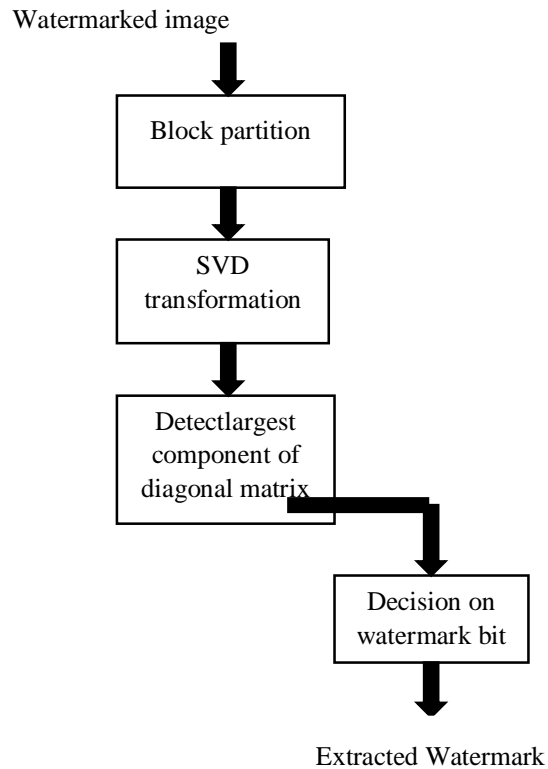 Watermarked image
Block partition
SVD
transformation
Detectlargest
component of
diagonal matrix
Decision on
watermark bit
Extracted Watermark